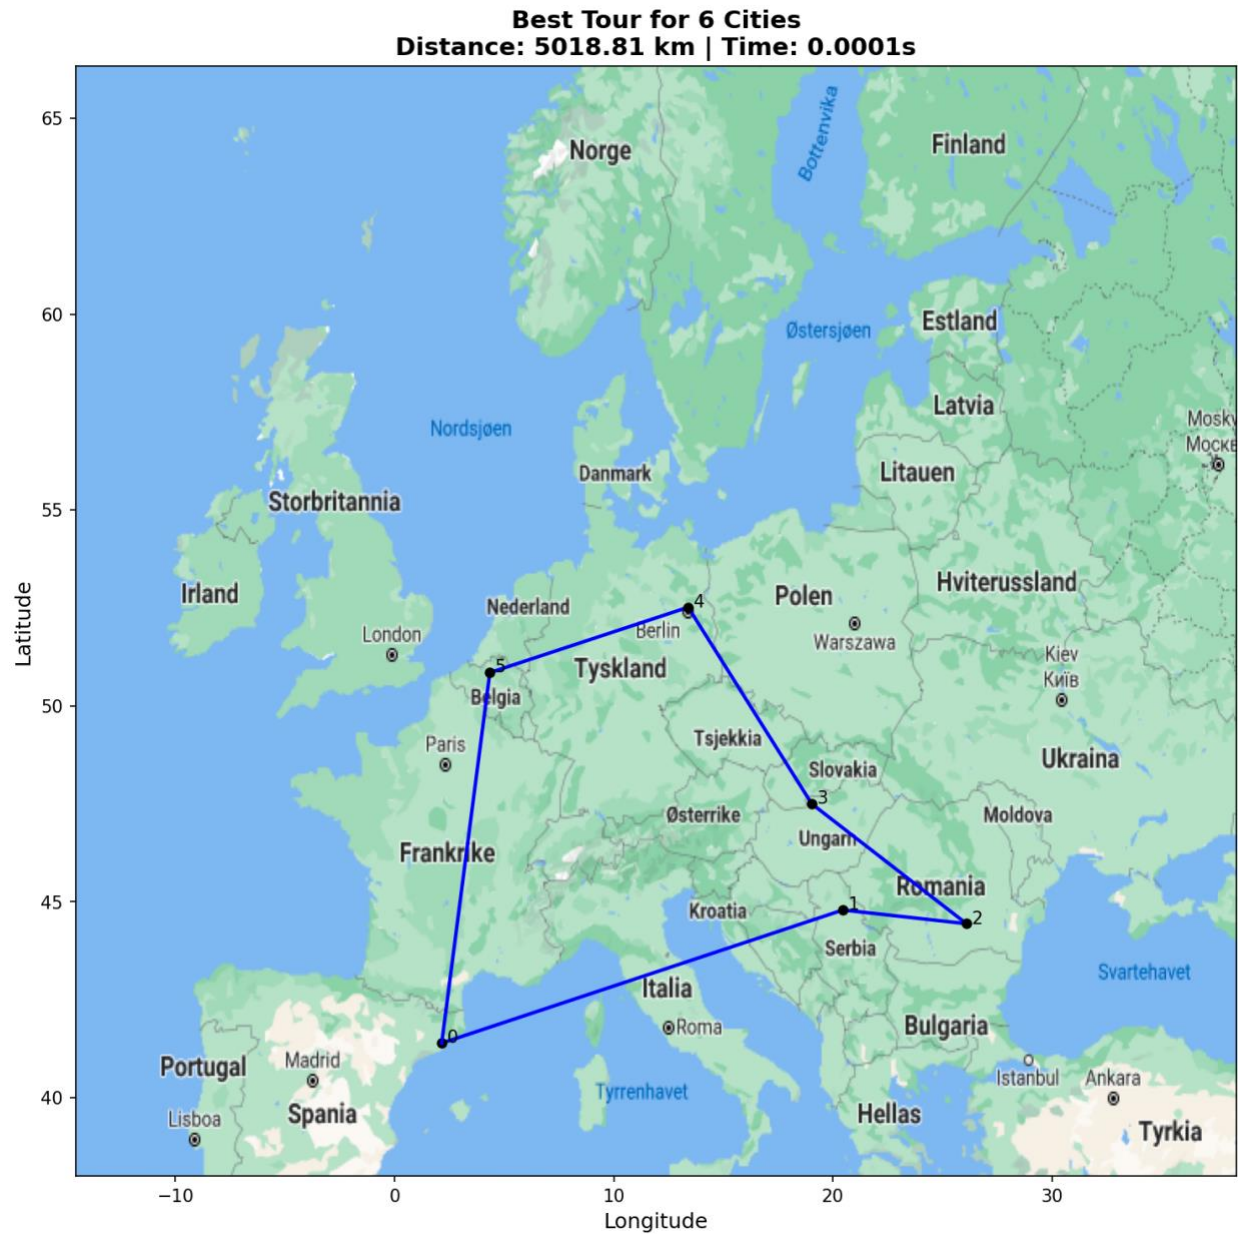 Best Tour for 6 Cities
Distance: 5018.81 km | Time: 0.0001s
65
60
55
50
45
40
Latitude
−10
0
10
20
30
Longitude
Norge
Bottenvika
Finland
Østersjøen
Estland
Nordsjøen
Latvia
Mosky
Москв
Danmark
Litauen
Storbritannia
Irland
Nederland
Polen
Hviterussland
London
Berlin
4
Warszawa
Kiev
Київ
5
Belgia
Tyskland
Paris
Tsjekkia
Slovakia
Ukraina
3
Østerrike
Ungarn
Moldova
Frankrike
Romania
Kroatia
1
2
Serbia
Svartehavet
Italia
Roma
0
Bulgaria
Portugal
Madrid
Istanbul
Ankara
Tyrrenhavet
Lisboa
Spania
Hellas
Tyrkia